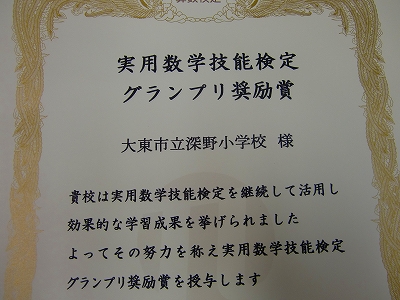 算数検定
実用数学技能検定
グランプリ奨励賞
大東市立深野小学校 様
貴校は実用数学技能検定を継続して活用し
効果的な学習成果を挙げられました
よってその努力を称え実用数学技能検定
グランプリ奨励賞を授与します